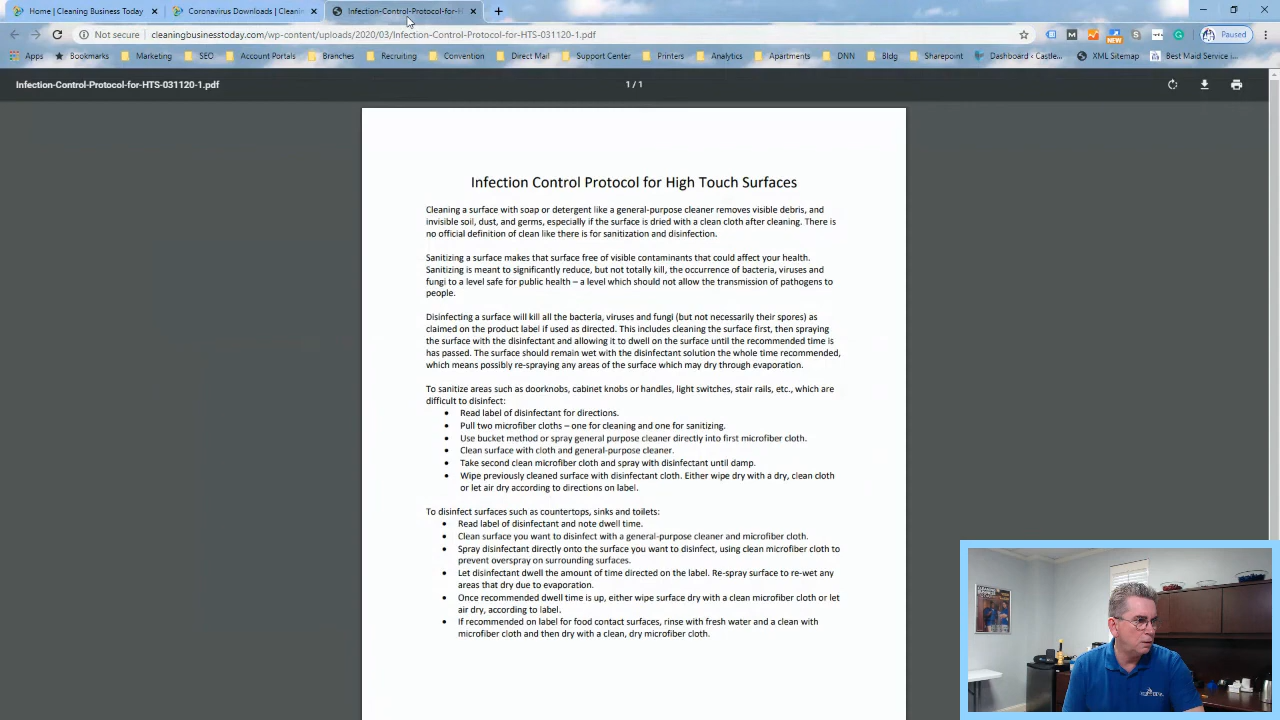 Home | Cleaning Business Today
Coronavirus Downloads | Cleanin
Infection-Control-Protocol-for-H
Not secure | cleaningbusinesstoday.com/wp-content/uploads/2020/03/Infection-Control-Protocol-for-HTS-031120-1.pdf
NEW
Paused
Apps Bookmarks Marketing SEO Account Portals Branches Recruiting Convention Direct Mail Support Center Printers Analytics Apartments DNN Blog Sharepoint Dashboard - Castle... XML Sitemap Best Maid Service i...
Infection-Control-Protocol-for-HTS-031120-1.pdf
1 / 1
Infection Control Protocol for High Touch Surfaces
Cleaning a surface with soap or detergent like a general-purpose cleaner removes visible debris, and
invisible soil, dust, and germs, especially if the surface is dried with a clean cloth after cleaning. There is
no official definition of clean like there is for sanitization and disinfection.
Sanitizing a surface makes that surface free of visible contaminants that could affect your health.
Sanitizing is meant to significantly reduce, but not totally kill, the occurrence of bacteria, viruses and
fungi to a level safe for public health – a level which should not allow the transmission of pathogens to
people.
Disinfecting a surface will kill all the bacteria, viruses and fungi (but not necessarily their spores) as
claimed on the product label if used as directed. This includes cleaning the surface first, then spraying
the surface with the disinfectant and allowing it to dwell on the surface until the recommended time is
has passed. The surface should remain wet with the disinfectant solution the whole time recommended,
which means possibly re-spraying any areas of the surface which may dry through evaporation.
To sanitize areas such as doorknobs, cabinet knobs or handles, light switches, stair rails, etc., which are
difficult to disinfect:
• Read label of disinfectant for directions.
• Pull two microfiber cloths – one for cleaning and one for sanitizing.
• Use bucket method or spray general purpose cleaner directly into first microfiber cloth.
• Clean surface with cloth and general-purpose cleaner.
• Take second clean microfiber cloth and spray with disinfectant until damp.
• Wipe previously cleaned surface with disinfectant cloth. Either wipe dry with a dry, clean cloth
or let air dry according to directions on label.
To disinfect surfaces such as countertops, sinks and toilets:
• Read label of disinfectant and note dwell time.
• Clean surface you want to disinfect with a general-purpose cleaner and microfiber cloth.
• Spray disinfectant directly onto the surface you want to disinfect, using clean microfiber cloth to
prevent overspray on surrounding surfaces.
• Let disinfectant dwell the amount of time directed on the label. Re-spray surface to re-wet any
areas that dry due to evaporation.
• Once recommended dwell time is up, either wipe surface dry with a clean microfiber cloth or let
air dry, according to label.
• If recommended on label for food contact surfaces, rinse with fresh water and a clean with
microfiber cloth and then dry with a clean, dry microfiber cloth.